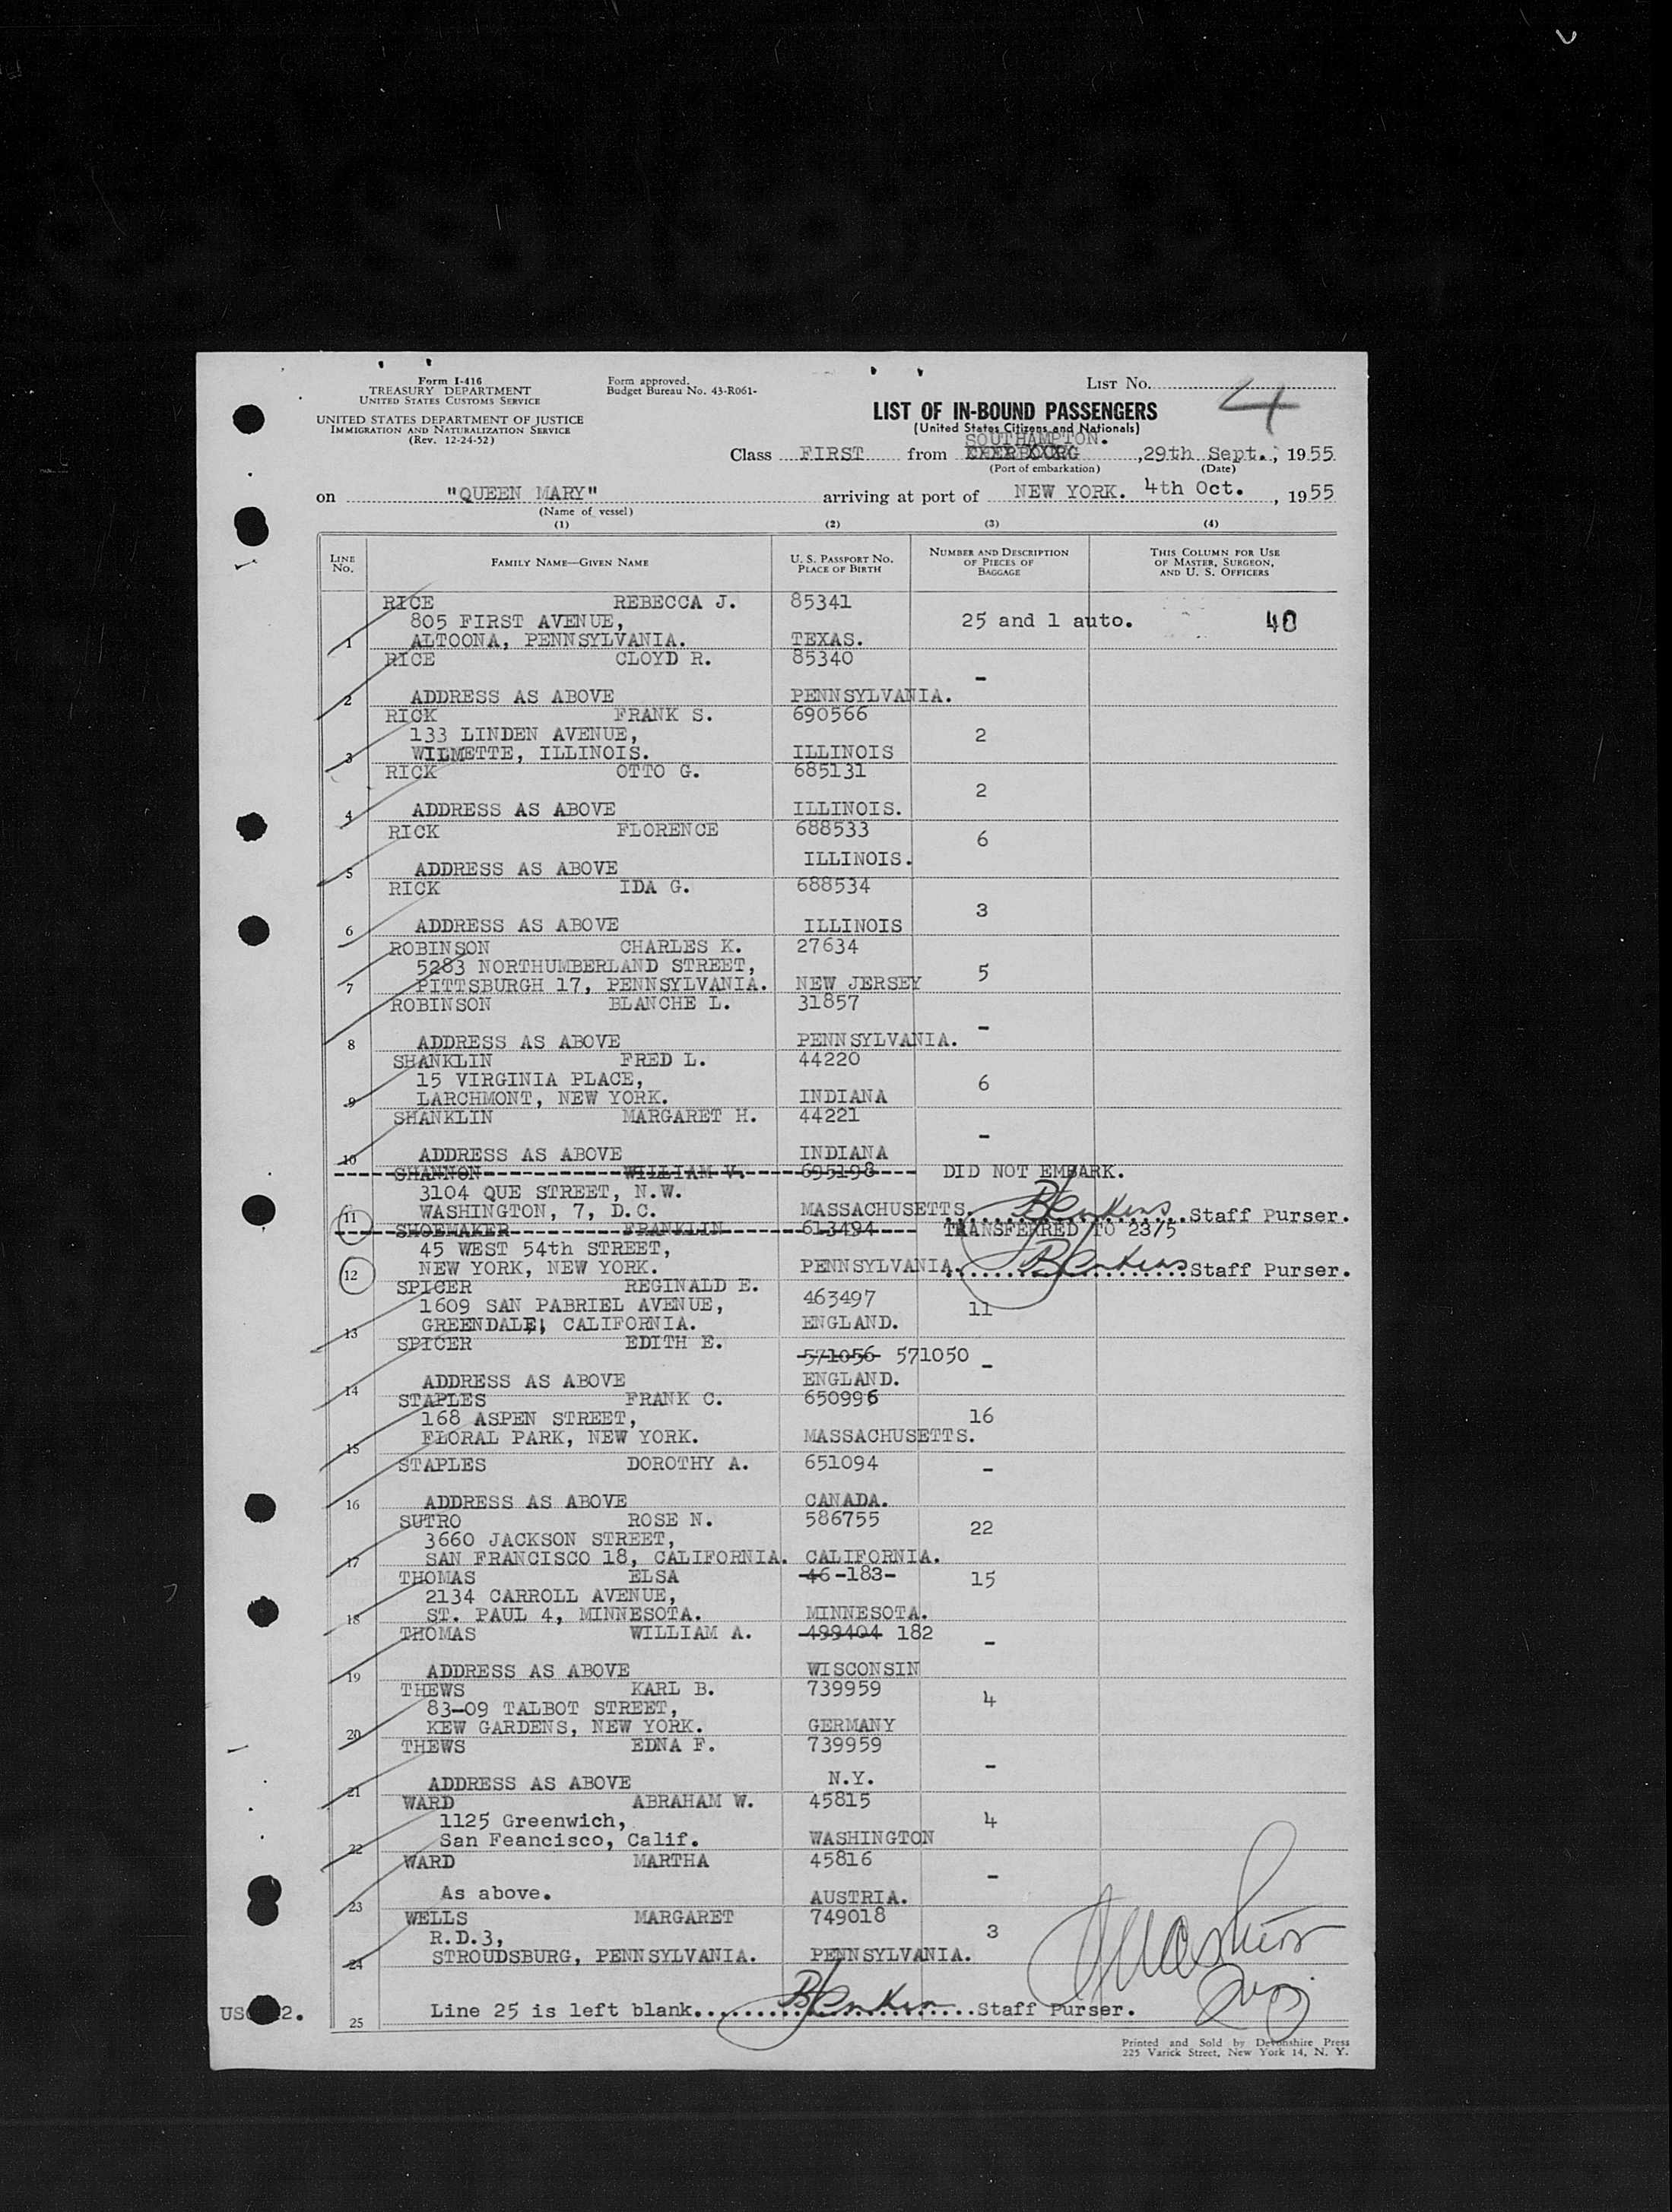 Form I-416
TREASURY DEPARTMENT
UNITED STATES CUSTOMS SERVICE
UNITED STATES DEPARTMENT OF JUSTICE
IMMIGRATION AND NATURALIZATION SERVICE
(Rev. 12-24-52)
Form approved.
Budget Bureau No. 43-R061-
LIST NO. 4
LIST OF IN-BOUND PASSENGERS
(United States Citizens and Nationals)
SOUTHAMPTON.
Class FIRST from CHERBOURG ,29th Sept., 1955
(Port of embarkation) (Date)
on "QUEEN MARY" arriving at port of NEW YORK. 4th Oct. , 1955
(Name of vessel)
(1) (2) (3) (4)
LINE NO. FAMILY NAME—GIVEN NAME U. S. PASSPORT NO. PLACE OF BIRTH NUMBER AND DESCRIPTION OF PIECES OF BAGGAGE THIS COLUMN FOR USE OF MASTER, SURGEON, AND U. S. OFFICERS
RICE REBECCA J. 85341
805 FIRST AVENUE, 25 and 1 auto. 40
1 ALTOONA, PENNSYLVANIA. TEXAS.
RICE CLOYD R. 85340
-
2 ADDRESS AS ABOVE PENNSYLVANIA.
RICK FRANK S. 690566
133 LINDEN AVENUE, 2
3 WILMETTE, ILLINOIS. ILLINOIS
RICK OTTO G. 685131
2
4 ADDRESS AS ABOVE ILLINOIS.
RICK FLORENCE 688533
6
ILLINOIS.
5 ADDRESS AS ABOVE
RICK IDA G. 688534
3
6 ADDRESS AS ABOVE ILLINOIS
ROBINSON CHARLES K. 27634
5283 NORTHUMBERLAND STREET, 5
7 PITTSBURGH 17, PENNSYLVANIA. NEW JERSEY
ROBINSON BLANCHE L. 31857
-
8 ADDRESS AS ABOVE PENNSYLVANIA.
SHANKLIN FRED L. 44220
15 VIRGINIA PLACE, 6
9 LARCHMONT, NEW YORK. INDIANA
SHANKLIN MARGARET H. 44221
-
10 ADDRESS AS ABOVE INDIANA
SHANNON WILLIAM V. 695198 DID NOT EMBARK.
3104 QUE STREET, N.W.
11 WASHINGTON, 7, D.C. MASSACHUSETTS. Staff Purser.
SHOEMAKER FRANKLIN 613494 TRANSFERRED TO 23/5
45 WEST 54th STREET,
12 NEW YORK, NEW YORK. PENNSYLVANIA. Staff Purser.
SPICER REGINALD E. 463497
1609 SAN PABRIEL AVENUE, 11
13 GREENDALE, CALIFORNIA. ENGLAND.
SPICER EDITH E.
571056 571050 -
14 ADDRESS AS ABOVE ENGLAND.
STAPLES FRANK C. 650996
168 ASPEN STREET, 16
15 FLORAL PARK, NEW YORK. MASSACHUSETTS.
STAPLES DOROTHY A. 651094 -
16 ADDRESS AS ABOVE CANADA.
SUTRO ROSE N. 586755
3660 JACKSON STREET, 22
17 SAN FRANCISCO 18, CALIFORNIA. CALIFORNIA.
THOMAS ELSA 46-183- 15
2134 CARROLL AVENUE,
18 ST. PAUL 4, MINNESOTA. MINNESOTA.
THOMAS WILLIAM A. 499404 182 -
19 ADDRESS AS ABOVE WISCONSIN
THEWS KARL B. 739959
83-09 TALBOT STREET, 4
20 KEW GARDENS, NEW YORK. GERMANY
THEWS EDNA F. 739959
-
21 ADDRESS AS ABOVE N.Y.
WARD ABRAHAM W. 45815
1125 Greenwich, 4
22 San Feancisco, Calif. WASHINGTON
WARD MARTHA 45816
-
23 As above. AUSTRIA.
WELLS MARGARET 749018
R.D.3, 3
24 STROUDSBURG, PENNSYLVANIA. PENNSYLVANIA.
25 Line 25 is left blank. Staff Purser.
Printed and Sold by Devonshire Press
225 Varick Street, New York 14, N. Y.